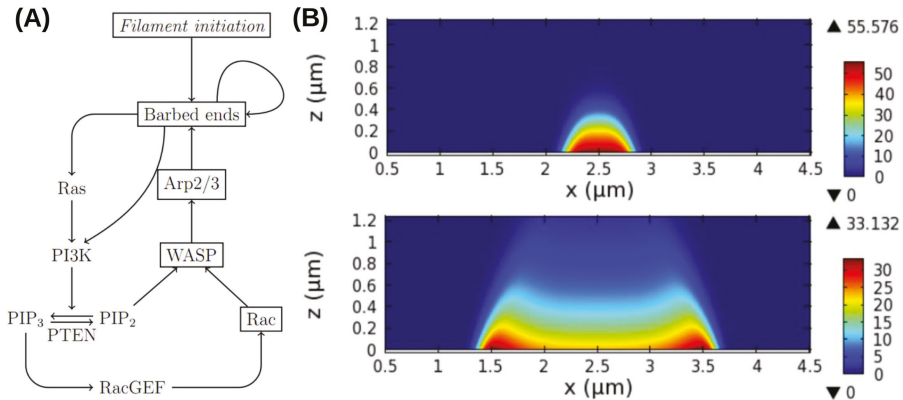 (A)
Filament initiation
Barbed ends
Ras
Arp2/3
PI3K
WASP
PIP3
PIP2
PTEN
Rac
RacGEF
(B)
z (μm)
1.2
1
0.8
0.6
0.4
0.2
0
0.5 1 1.5 2 2.5 3 3.5 4 4.5
x (μm)
▲ 55.576
50
40
30
20
10
0
▼ 0
z (μm)
1.2
1
0.8
0.6
0.4
0.2
0
0.5 1 1.5 2 2.5 3 3.5 4 4.5
x (μm)
▲ 33.132
30
25
20
15
10
5
0
▼ 0